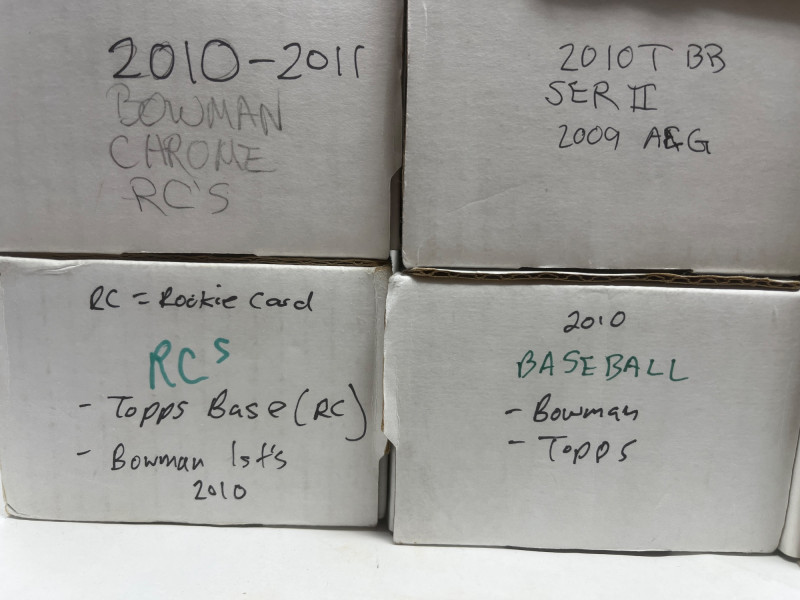 2010-2011
BOWMAN
CHROME
RC'S
2010 T BB
SER II
2009 A&G
RC = Rookie Card
RCs
- Topps Base (RC)
- Bowman 1st's
2010
2010
BASEBALL
- Bowman
- Topps